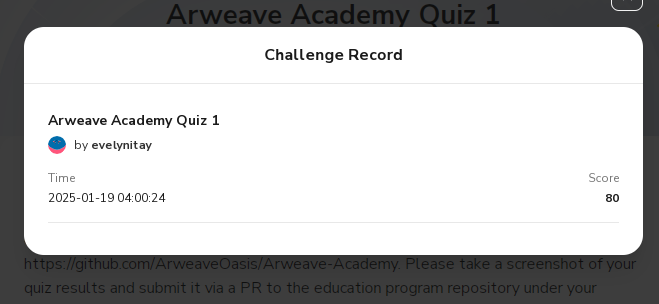 Arweave Academy Quiz 1
Challenge Record
Arweave Academy Quiz 1
by evelynitay
Time
Score
2025-01-19 04:00:24
80
https://github.com/ArweaveOasis/Arweave-Academy. Please take a screenshot of your
quiz results and submit it via a PR to the education program repository under your